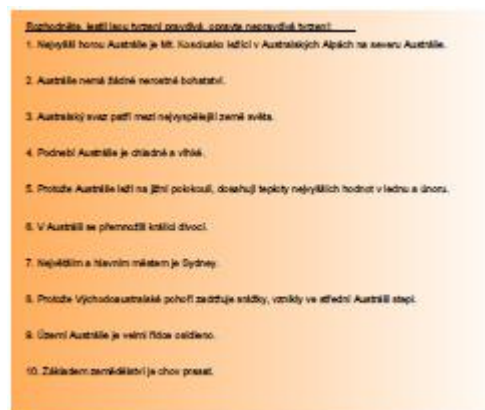 Rozhodněte, jestli jsou tvrzení pravdivá, opravte nepravdivá tvrzení:
1. Nejvyšší horou Austrálie je Mt. Kosciusko ležící v Australských Alpách na severu Austrálie.
2. Austrálie nemá žádné nerostné bohatství.
3. Australský svaz patří mezi nejvyspělejší země světa.
4. Podnebí Austrálie je chladné a vlhké.
5. Protože Austrálie leží na jižní polokouli, dosahují teploty nejvyšších hodnot v lednu a únoru.
6. V Austrálii se přemnožili králíci divocí.
7. Největším a hlavním městem je Sydney.
8. Protože Východoaustralské pohoří zadržuje srážky, vznikly ve střední Austrálii stepi.
9. Území Austrálie je velmi řídce osídleno.
10. Základem zemědělství je chov prasat.